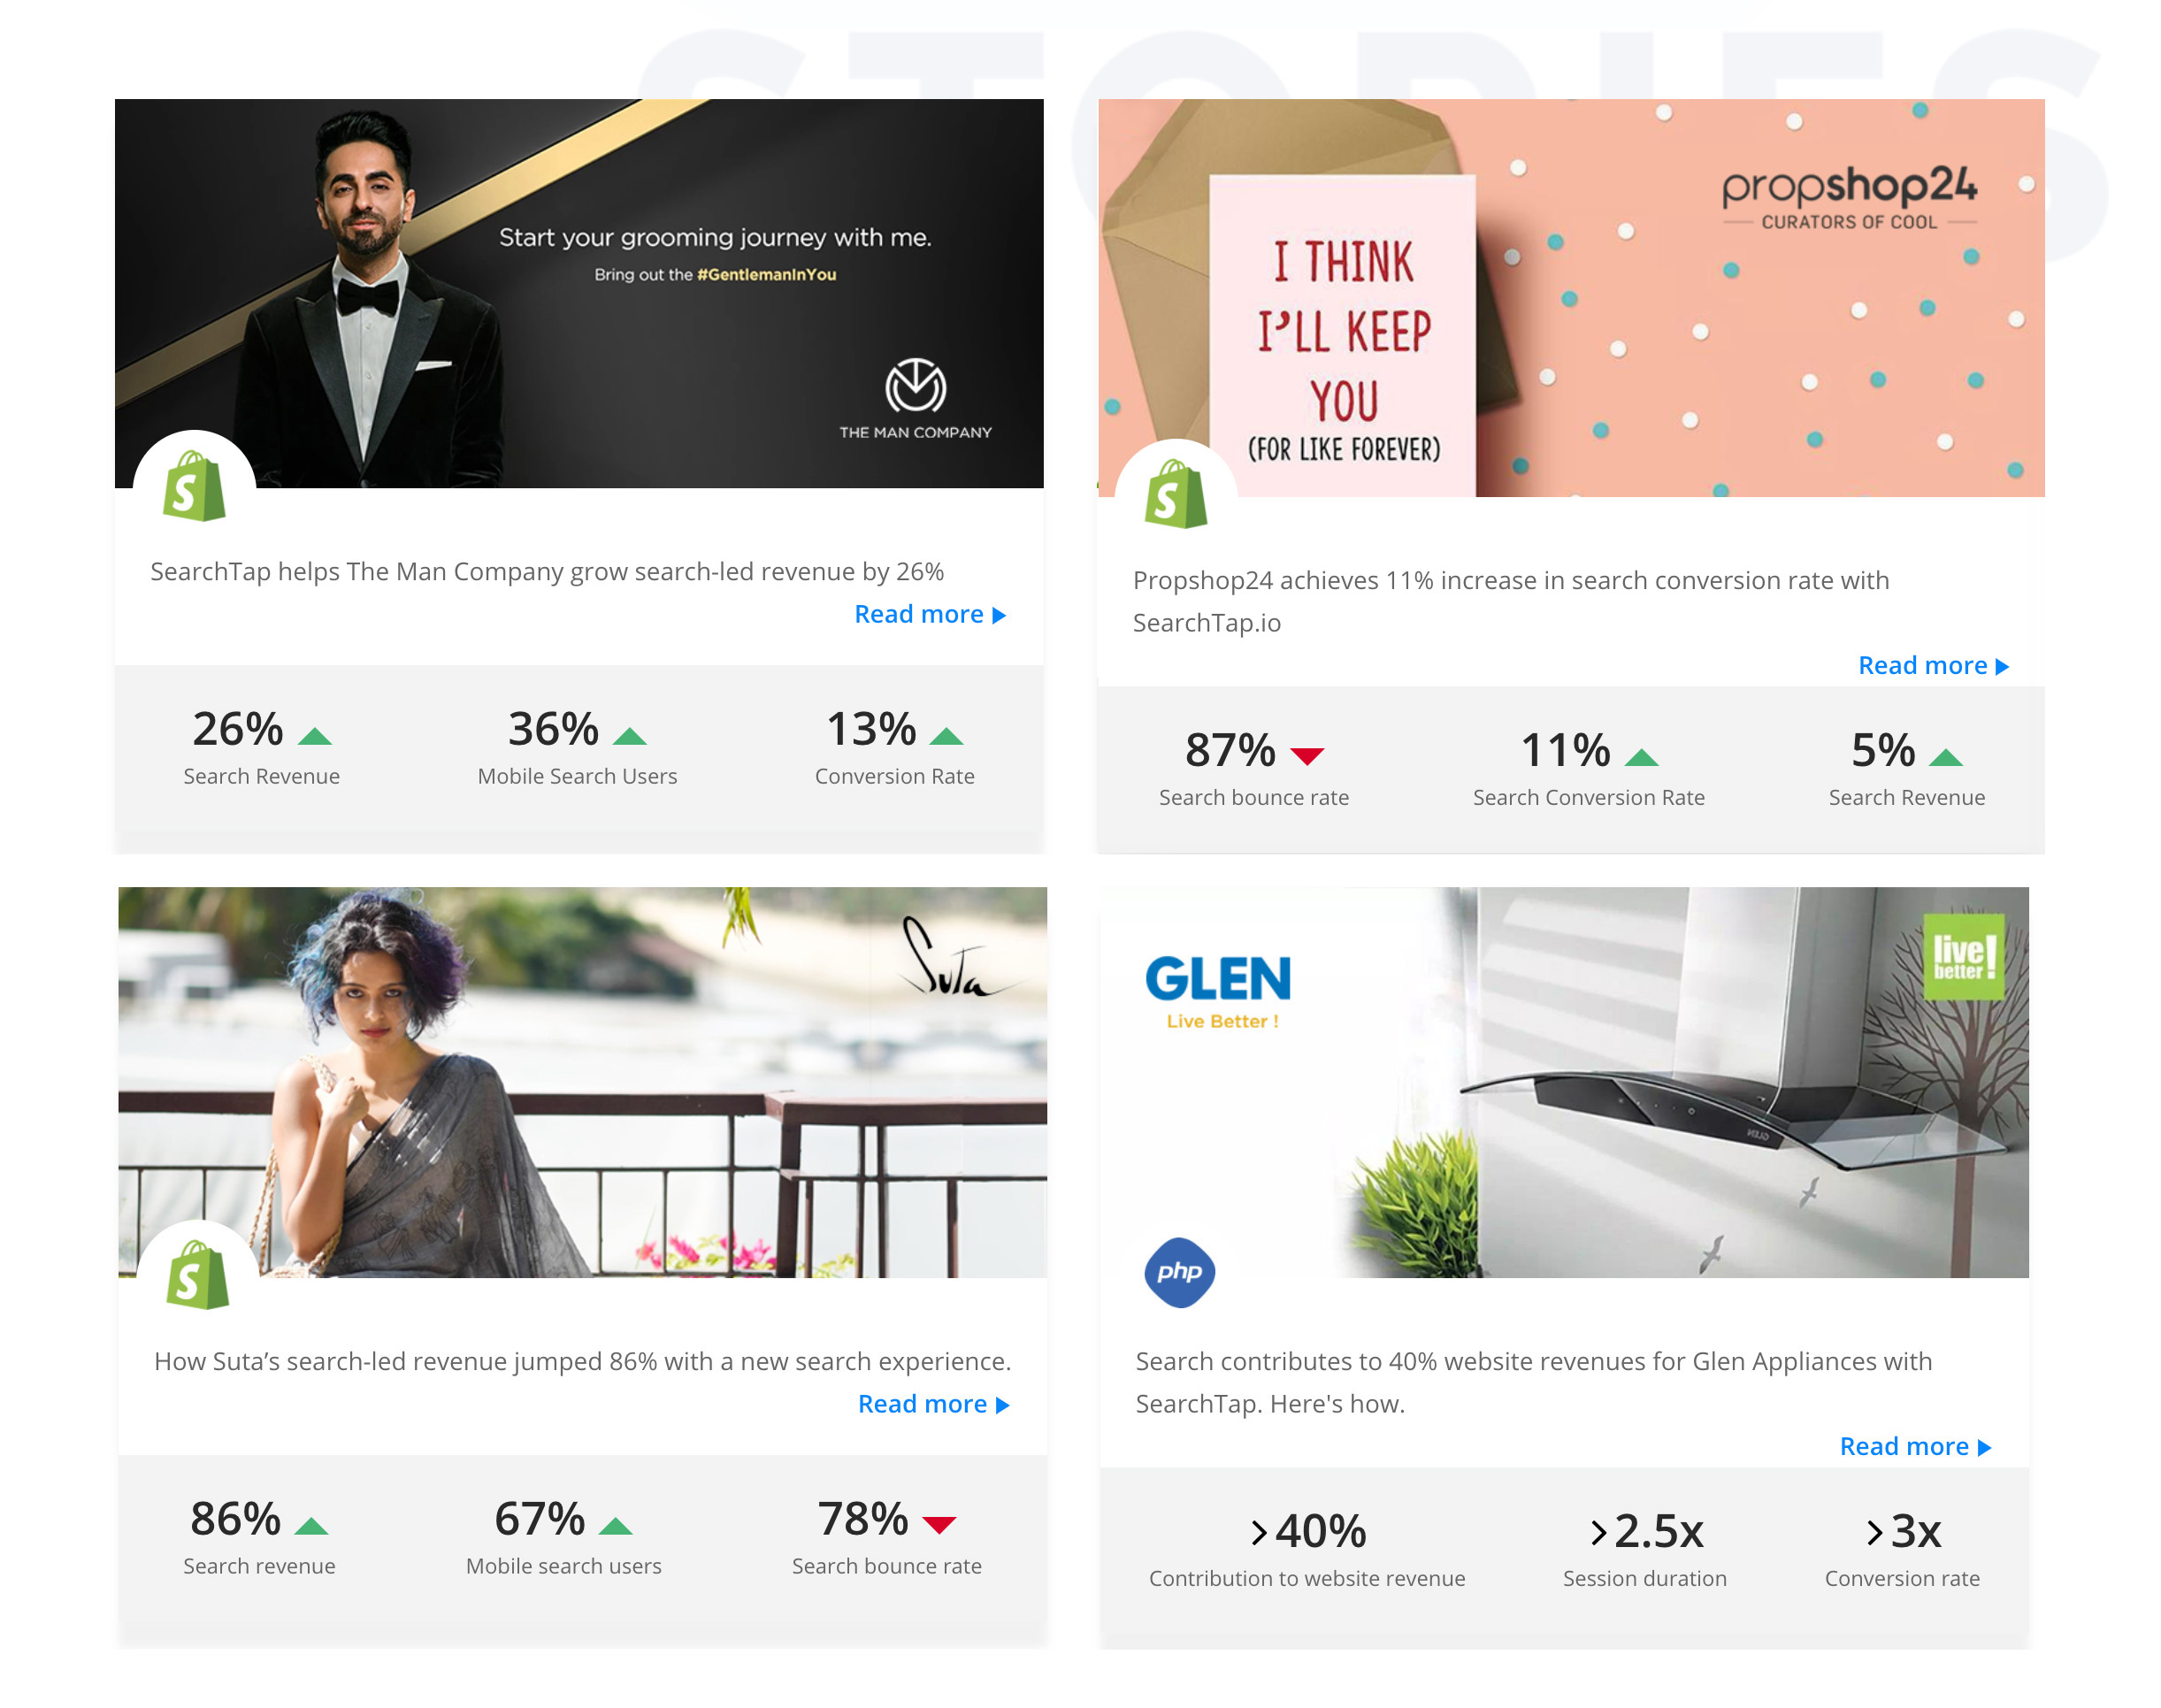 STORIES
Start your grooming journey with me.
Bring out the #GentlemanInYou
THE MAN COMPANY
SearchTap helps The Man Company grow search-led revenue by 26%
Read more
26%
Search Revenue
36%
Mobile Search Users
13%
Conversion Rate
propshop24
CURATORS OF COOL
I THINK
I'LL KEEP
YOU
(FOR LIKE FOREVER)
Propshop24 achieves 11% increase in search conversion rate with
SearchTap.io
Read more
87%
Search bounce rate
11%
Search Conversion Rate
5%
Search Revenue
Suta
How Suta’s search-led revenue jumped 86% with a new search experience.
Read more
86%
Search revenue
67%
Mobile search users
78%
Search bounce rate
GLEN
Live Better !
live!
better
GLEN
php
Search contributes to 40% website revenues for Glen Appliances with
SearchTap. Here's how.
Read more
>40%
Contribution to website revenue
>2.5x
Session duration
>3x
Conversion rate